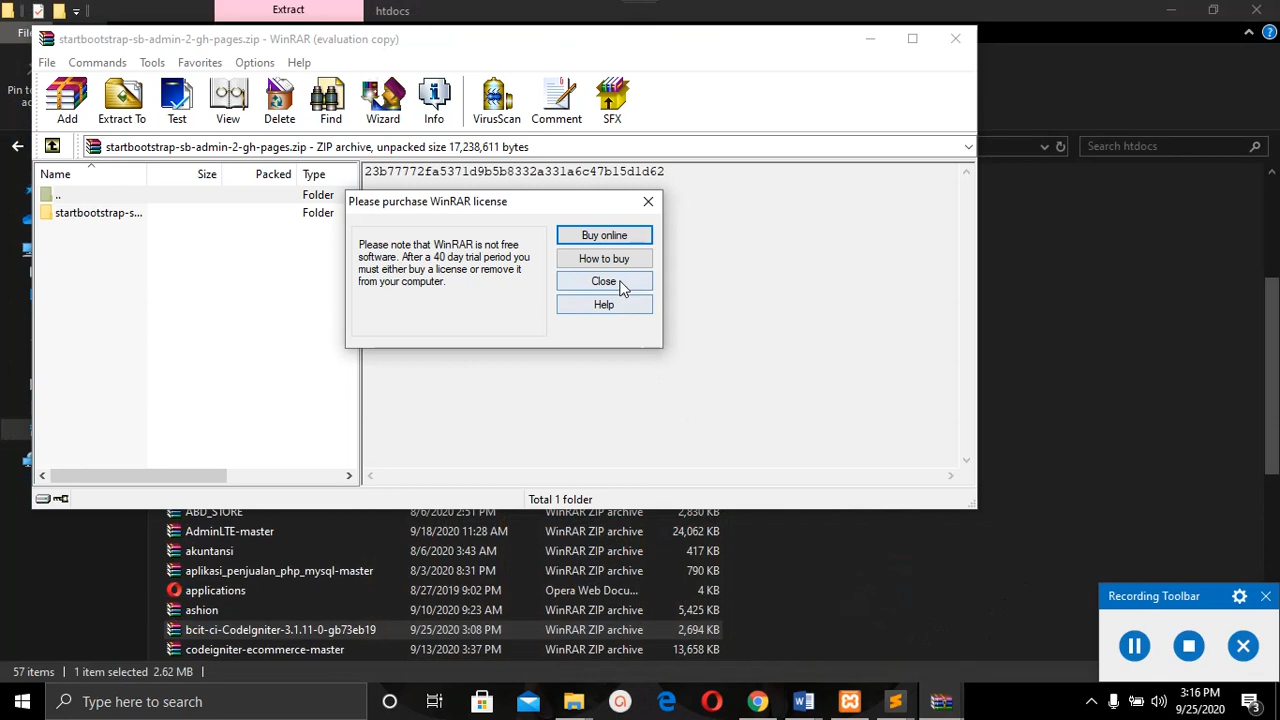 Extract
htdocs
startbootstrap-sb-admin-2-gh-pages.zip - WinRAR (evaluation copy)
File Commands Tools Favorites Options Help
Add Extract To Test View Delete Find Wizard Info VirusScan Comment SFX
startbootstrap-sb-admin-2-gh-pages.zip - ZIP archive, unpacked size 17,238,611 bytes
htdocs
Search htdocs
Name Size Packed Type
23b77772fa5371d9b5b8332a331a6c47b15d1d62
.. Folder
startbootstrap-s... Folder
Please purchase WinRAR license
Please note that WinRAR is not free
software. After a 40 day trial period you
must either buy a license or remove it
from your computer.
Buy online
How to buy
Close
Help
Total 1 folder
ABD_STORE 8/6/2020 2:51 PM WinRAR ZIP archive 2,830 KB
AdminLTE-master 9/18/2020 11:28 AM WinRAR ZIP archive 24,062 KB
akuntansi 8/6/2020 3:43 AM WinRAR ZIP archive 417 KB
aplikasi_penjualan_php_mysql-master 8/3/2020 8:31 PM WinRAR ZIP archive 790 KB
applications 8/27/2019 9:02 PM Opera Web Docu... 4 KB
ashion 9/10/2020 9:23 AM WinRAR ZIP archive 5,425 KB
bcit-ci-CodeIgniter-3.1.11-0-gb73eb19 9/25/2020 3:08 PM WinRAR ZIP archive 2,694 KB
codeigniter-ecommerce-master 9/13/2020 3:37 PM WinRAR ZIP archive 13,658 KB
57 items 1 item selected 2.62 MB
Recording Toolbar
Type here to search
3:16 PM
9/25/2020
3